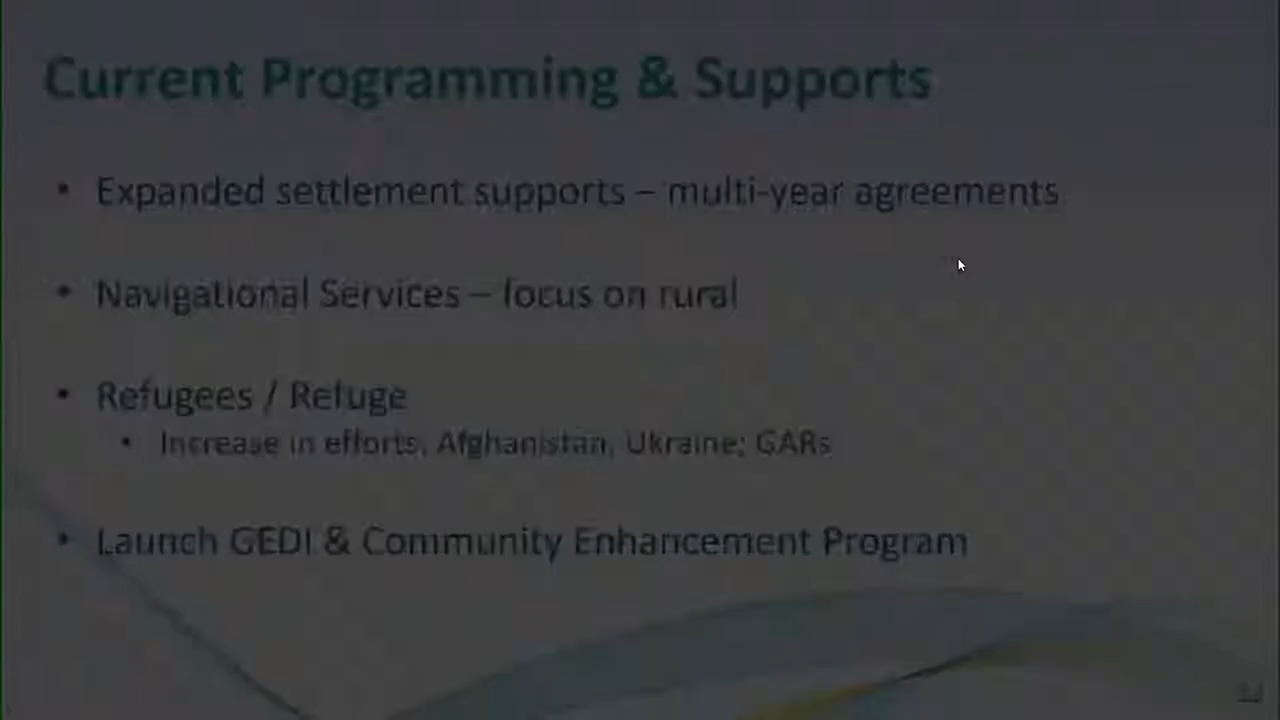 Current Programming & Supports
• Expanded settlement supports – multi-year agreements
• Navigational Services – focus on rural
• Refugees / Refuge
• Increase in efforts, Afghanistan, Ukraine; GARs
• Launch GEDI & Community Enhancement Program